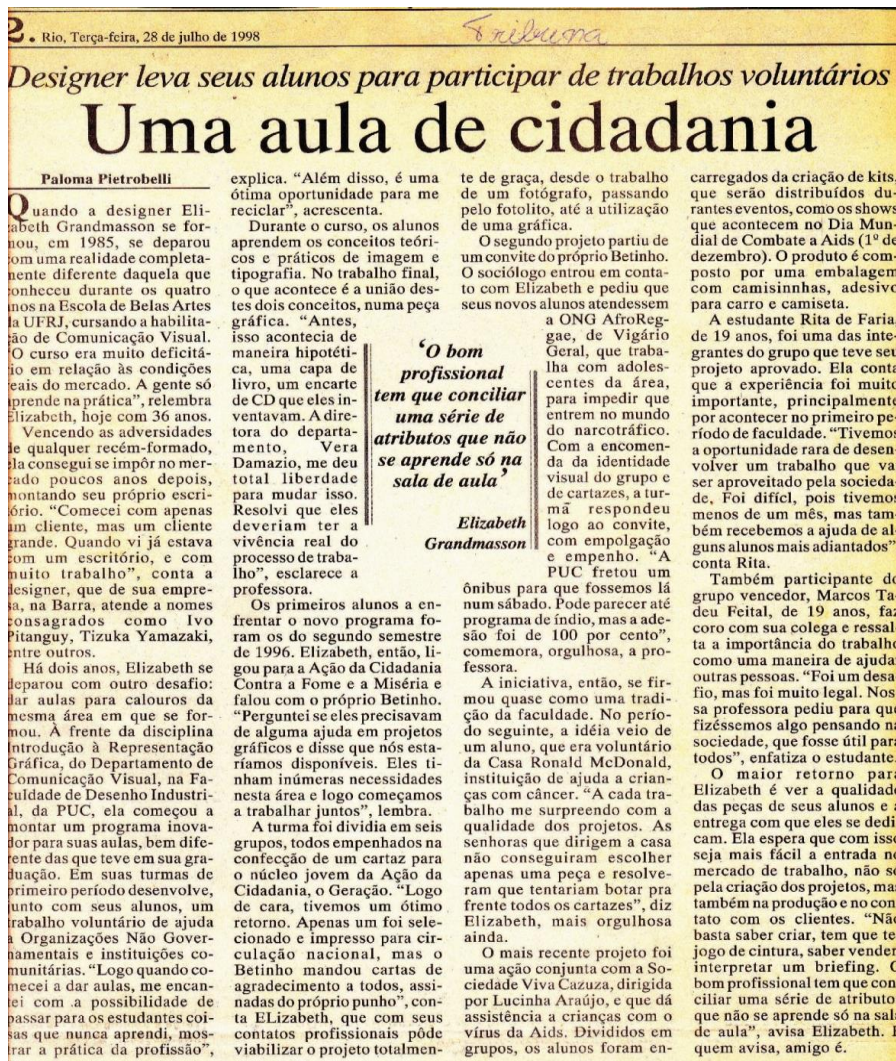 2. Rio, Terça-feira, 28 de julho de 1998
Tribuna
Designer leva seus alunos para participar de trabalhos voluntários
Uma aula de cidadania
Paloma Pietrobelli
Quando a designer Eli-
zabeth Grandmasson se for-
mou, em 1985, se deparou
com uma realidade completa-
mente diferente daquela que
conheceu durante os quatro
anos na Escola de Belas Artes
da UFRJ, cursando a habilita-
ção de Comunicação Visual.
"O curso era muito deficitá-
rio em relação às condições
reais do mercado. A gente só
aprende na prática", relembra
Elizabeth, hoje com 36 anos.
Vencendo as adversidades
de qualquer recém-formado,
ela consegui se impôr no mer-
cado poucos anos depois,
montando seu próprio escri-
tório. "Comecei com apenas
um cliente, mas um cliente
grande. Quando vi já estava
com um escritório, e com
muito trabalho", conta a
designer, que de sua empre-
sa, na Barra, atende a nomes
consagrados como Ivo
Pitanguy, Tizuka Yamazaki,
entre outros.
Há dois anos, Elizabeth se
deparou com outro desafio:
dar aulas para calouros da
mesma área em que se for-
mou. À frente da disciplina
Introdução à Representação
Gráfica, do Departamento de
Comunicação Visual, na Fa-
culdade de Desenho Industri-
al, da PUC, ela começou a
montar um programa inova-
dor para suas aulas, bem dife-
rente das que teve em sua gra-
duação. Em suas turmas de
primeiro período desenvolve,
junto com seus alunos, um
trabalho voluntário de ajuda
a Organizações Não Gover-
namentais e instituições co-
munitárias. "Logo quando co-
mecei a dar aulas, me encan-
tei com a possibilidade de
passar para os estudantes coi-
sas que nunca aprendi, mos-
trar a prática da profissão",
explica. "Além disso, é uma
ótima oportunidade para me
reciclar", acrescenta.
Durante o curso, os alunos
aprendem os conceitos teóri-
cos e práticos de imagem e
tipografia. No trabalho final,
o que acontece é a união des-
tes dois conceitos, numa peça
gráfica. "Antes,
isso acontecia de
maneira hipotéti-
ca, uma capa de
livro, um encarte
de CD que eles in-
ventavam. A dire-
tora do departa-
mento, Vera
Damazio, me deu
total liberdade
para mudar isso.
Resolvi que eles
deveriam ter a
vivência real do
processo de traba-
lho", esclarece a
professora.
Os primeiros alunos a en-
frentar o novo programa fo-
ram os do segundo semestre
de 1996. Elizabeth, então, li-
gou para a Ação da Cidadania
Contra a Fome e a Miséria e
falou com o próprio Betinho.
"Perguntei se eles precisavam
de alguma ajuda em projetos
gráficos e disse que nós esta-
ríamos disponíveis. Eles ti-
nham inúmeras necessidades
nesta área e logo começamos
a trabalhar juntos", lembra.
A turma foi dividia em seis
grupos, todos empenhados na
confecção de um cartaz para
o núcleo jovem da Ação da
Cidadania, o Geração. "Logo
de cara, tivemos um ótimo
retorno. Apenas um foi sele-
cionado e impresso para cir-
culação nacional, mas o
Betinho mandou cartas de
agradecimento a todos, assi-
nadas do próprio punho", con-
ta ELizabeth, que com seus
contatos profissionais pôde
viabilizar o projeto totalmen-
'O bom
profissional
tem que conciliar
uma série de
atributos que não
se aprende só na
sala de aula'
Elizabeth
Grandmasson
te de graça, desde o trabalho
de um fotógrafo, passando
pelo fotolito, até a utilização
de uma gráfica.
O segundo projeto partiu de
um convite do próprio Betinho.
O sociólogo entrou em conta-
to com Elizabeth e pediu que
seus novos alunos atendessem
a ONG AfroReg-
gae, de Vigário
Geral, que traba-
lha com adoles-
centes da área,
para impedir que
entrem no mundo
do narcotráfico.
Com a encomen-
da da identidade
visual do grupo e
de cartazes, a tur-
ma respondeu
logo ao convite,
com empolgação
e empenho. "A
PUC fretou um
ônibus para que fossemos lá
num sábado. Pode parecer até
programa de índio, mas a ade-
são foi de 100 por cento",
comemora, orgulhosa, a pro-
fessora.
A iniciativa, então, se fir-
mou quase como uma tradi-
ção da faculdade. No perío-
do seguinte, a idéia veio de
um aluno, que era voluntário
da Casa Ronald McDonald,
instituição de ajuda a crian-
ças com câncer. "A cada tra-
balho me surpreendo com a
qualidade dos projetos. As
senhoras que dirigem a casa
não conseguiram escolher
apenas uma peça e resolve-
ram que tentariam botar pra
frente todos os cartazes", diz
Elizabeth, mais orgulhosa
ainda.
O mais recente projeto foi
uma ação conjunta com a So-
ciedade Viva Cazuza, dirigida
por Lucinha Araújo, e que dá
assistência a crianças com o
vírus da Aids. Divididos em
grupos, os alunos foram en-
carregados da criação de kits,
que serão distribuídos du-
rantes eventos, como os shows
que acontecem no Dia Mun-
dial de Combate a Aids (1º de
dezembro). O produto é com-
posto por uma embalagem
com camisinnhas, adesivo
para carro e camiseta.
A estudante Rita de Faria,
de 19 anos, foi uma das inte-
grantes do grupo que teve seu
projeto aprovado. Ela conta
que a experiência foi muito
importante, principalmente
por acontecer no primeiro pe-
ríodo de faculdade. "Tivemos
a oportunidade rara de desen-
volver um trabalho que vai
ser aproveitado pela socieda-
de. Foi difícl, pois tivemos
menos de um mês, mas tam-
bém recebemos a ajuda de al-
guns alunos mais adiantados",
conta Rita.
Também participante do
grupo vencedor, Marcos Ta-
deu Feital, de 19 anos, faz
coro com sua colega e ressal-
ta a importância do trabalho
como uma maneira de ajudar
outras pessoas. "Foi um desa-
fio, mas foi muito legal. Nos-
sa professora pediu para que
fizéssemos algo pensando na
sociedade, que fosse útil para
todos", enfatiza o estudante.
O maior retorno para
Elizabeth é ver a qualidade
das peças de seus alunos e a
entrega com que eles se dedi-
cam. Ela espera que com isso
seja mais fácil a entrada no
mercado de trabalho, não só
pela criação dos projetos, mas
também na produção e no con-
tato com os clientes. "Não
basta saber criar, tem que ter
jogo de cintura, saber vender,
interpretar um briefing. O
bom profissional tem que con-
ciliar uma série de atributos
que não se aprende só na sala
de aula", avisa Elizabeth. E
quem avisa, amigo é.